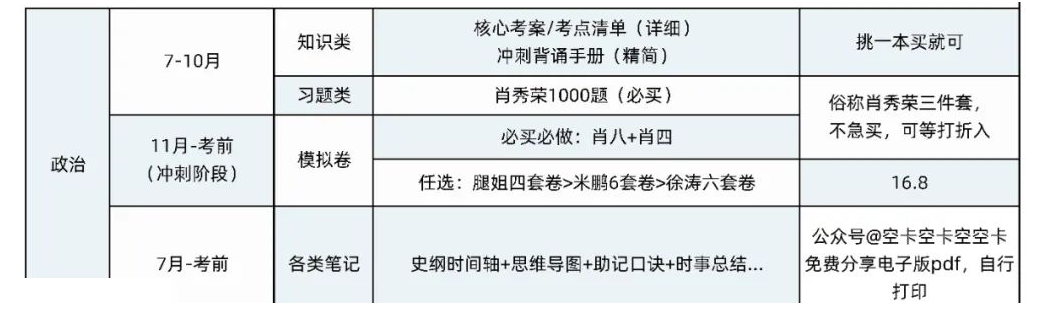 政治
7-10月
知识类
核心考案/考点清单（详细）
冲刺背诵手册（精简）
挑一本买就可
习题类
肖秀荣1000题（必买）
俗称肖秀荣三件套，
不急买，可等打折入
11月-考前
（冲刺阶段）
模拟卷
必买必做：肖八+肖四
任选：腿姐四套卷>米鹏6套卷>徐涛六套卷
16.8
7月-考前
各类笔记
史纲时间轴+思维导图+助记口诀+时事总结...
公众号@空卡空卡空空卡
免费分享电子版pdf，自行
打印